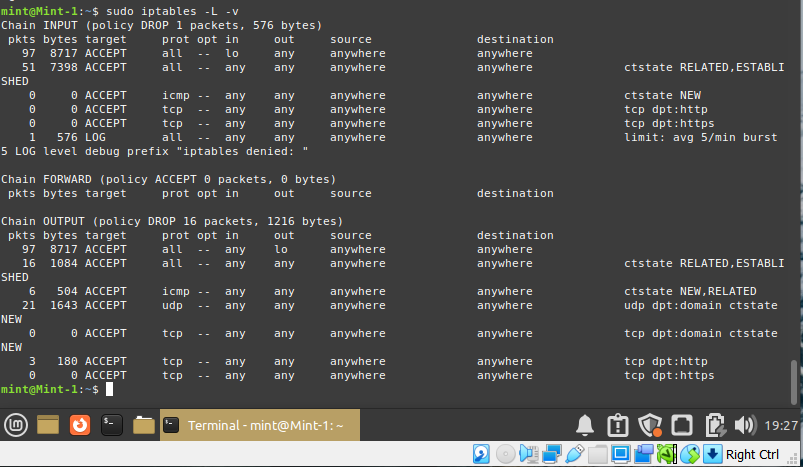 mint@Mint-1:~$ sudo iptables -L -v
Chain INPUT (policy DROP 1 packets, 576 bytes)
 pkts bytes target     prot opt in     out     source               destination
   97  8717 ACCEPT     all  --  lo     any     anywhere             anywhere
   51  7398 ACCEPT     all  --  any    any     anywhere             anywhere             ctstate RELATED,ESTABLI
SHED
    0     0 ACCEPT     icmp --  any    any     anywhere             anywhere             ctstate NEW
    0     0 ACCEPT     tcp  --  any    any     anywhere             anywhere             tcp dpt:http
    0     0 ACCEPT     tcp  --  any    any     anywhere             anywhere             tcp dpt:https
    1   576 LOG        all  --  any    any     anywhere             anywhere             limit: avg 5/min burst
5 LOG level debug prefix "iptables denied: "
Chain FORWARD (policy ACCEPT 0 packets, 0 bytes)
 pkts bytes target     prot opt in     out     source               destination
Chain OUTPUT (policy DROP 16 packets, 1216 bytes)
 pkts bytes target     prot opt in     out     source               destination
   97  8717 ACCEPT     all  --  any    lo      anywhere             anywhere
   16  1084 ACCEPT     all  --  any    any     anywhere             anywhere             ctstate RELATED,ESTABLI
SHED
    6   504 ACCEPT     icmp --  any    any     anywhere             anywhere             ctstate NEW,RELATED
   21  1643 ACCEPT     udp  --  any    any     anywhere             anywhere             udp dpt:domain ctstate
NEW
    0     0 ACCEPT     tcp  --  any    any     anywhere             anywhere             tcp dpt:domain ctstate
NEW
    3   180 ACCEPT     tcp  --  any    any     anywhere             anywhere             tcp dpt:http
    0     0 ACCEPT     tcp  --  any    any     anywhere             anywhere             tcp dpt:https
mint@Mint-1:~$
Terminal - mint@Mint-1: ~
19:27
Right Ctrl